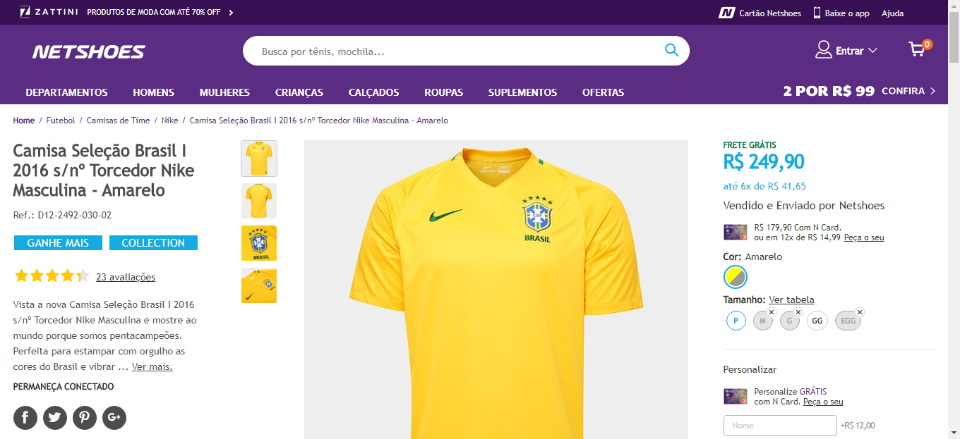 ZATTINI PRODUTOS DE MODA COM ATÉ 70% OFF
Cartão Netshoes Baixe o app Ajuda
NETSHOES
Busca por tênis, mochila...
Entrar
0
DEPARTAMENTOS HOMENS MULHERES CRIANÇAS CALÇADOS ROUPAS SUPLEMENTOS OFERTAS
2 POR R$ 99 CONFIRA
Home / Futebol / Camisas de Time / Nike / Camisa Seleção Brasil I 2016 s/nº Torcedor Nike Masculina - Amarelo
Camisa Seleção Brasil I
2016 s/nº Torcedor Nike
Masculina - Amarelo
Ref.: D12-2492-030-02
GANHE MAIS COLLECTION
23 avaliações
Vista a nova Camisa Seleção Brasil I 2016
s/nº Torcedor Nike Masculina e mostre ao
mundo porque somos pentacampeões.
Perfeita para estampar com orgulho as
cores do Brasil e vibrar ... Ver mais.
PERMANEÇA CONECTADO
BRASIL
FRETE GRÁTIS
R$ 249,90
até 6x de R$ 41,65
Vendido e Enviado por Netshoes
R$ 179,90 Com N Card.
ou em 12x de R$ 14,99 Peça o seu
Cor: Amarelo
Tamanho: Ver tabela
P M G GG EGG
Personalizar
Personalize GRÁTIS
com N Card. Peça o seu
Nome +R$ 12,00